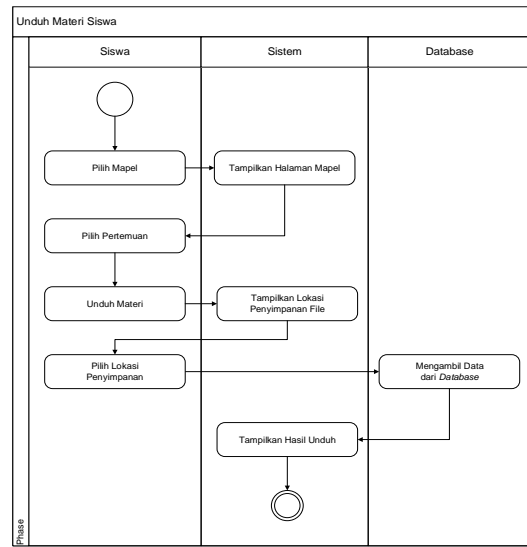 Unduh Materi Siswa
Siswa
Sistem
Database
Pilih Mapel
Tampilkan Halaman Mapel
Pilih Pertemuan
Unduh Materi
Tampilkan Lokasi
Penyimpanan File
Pilih Lokasi
Penyimpanan
Mengambil Data
dari Database
Tampilkan Hasil Unduh
Phase